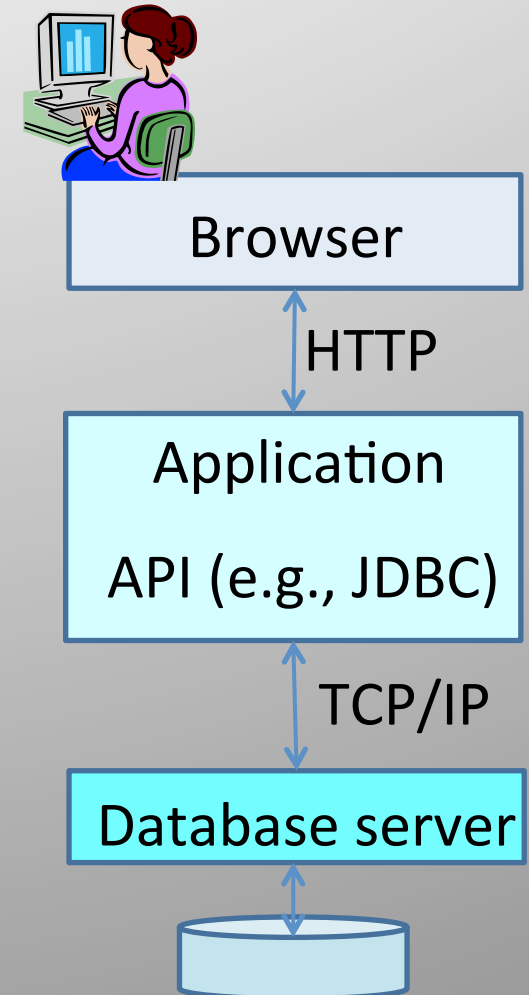 Browser
HTTP
Application
API (e.g., JDBC)
TCP/IP
Database server